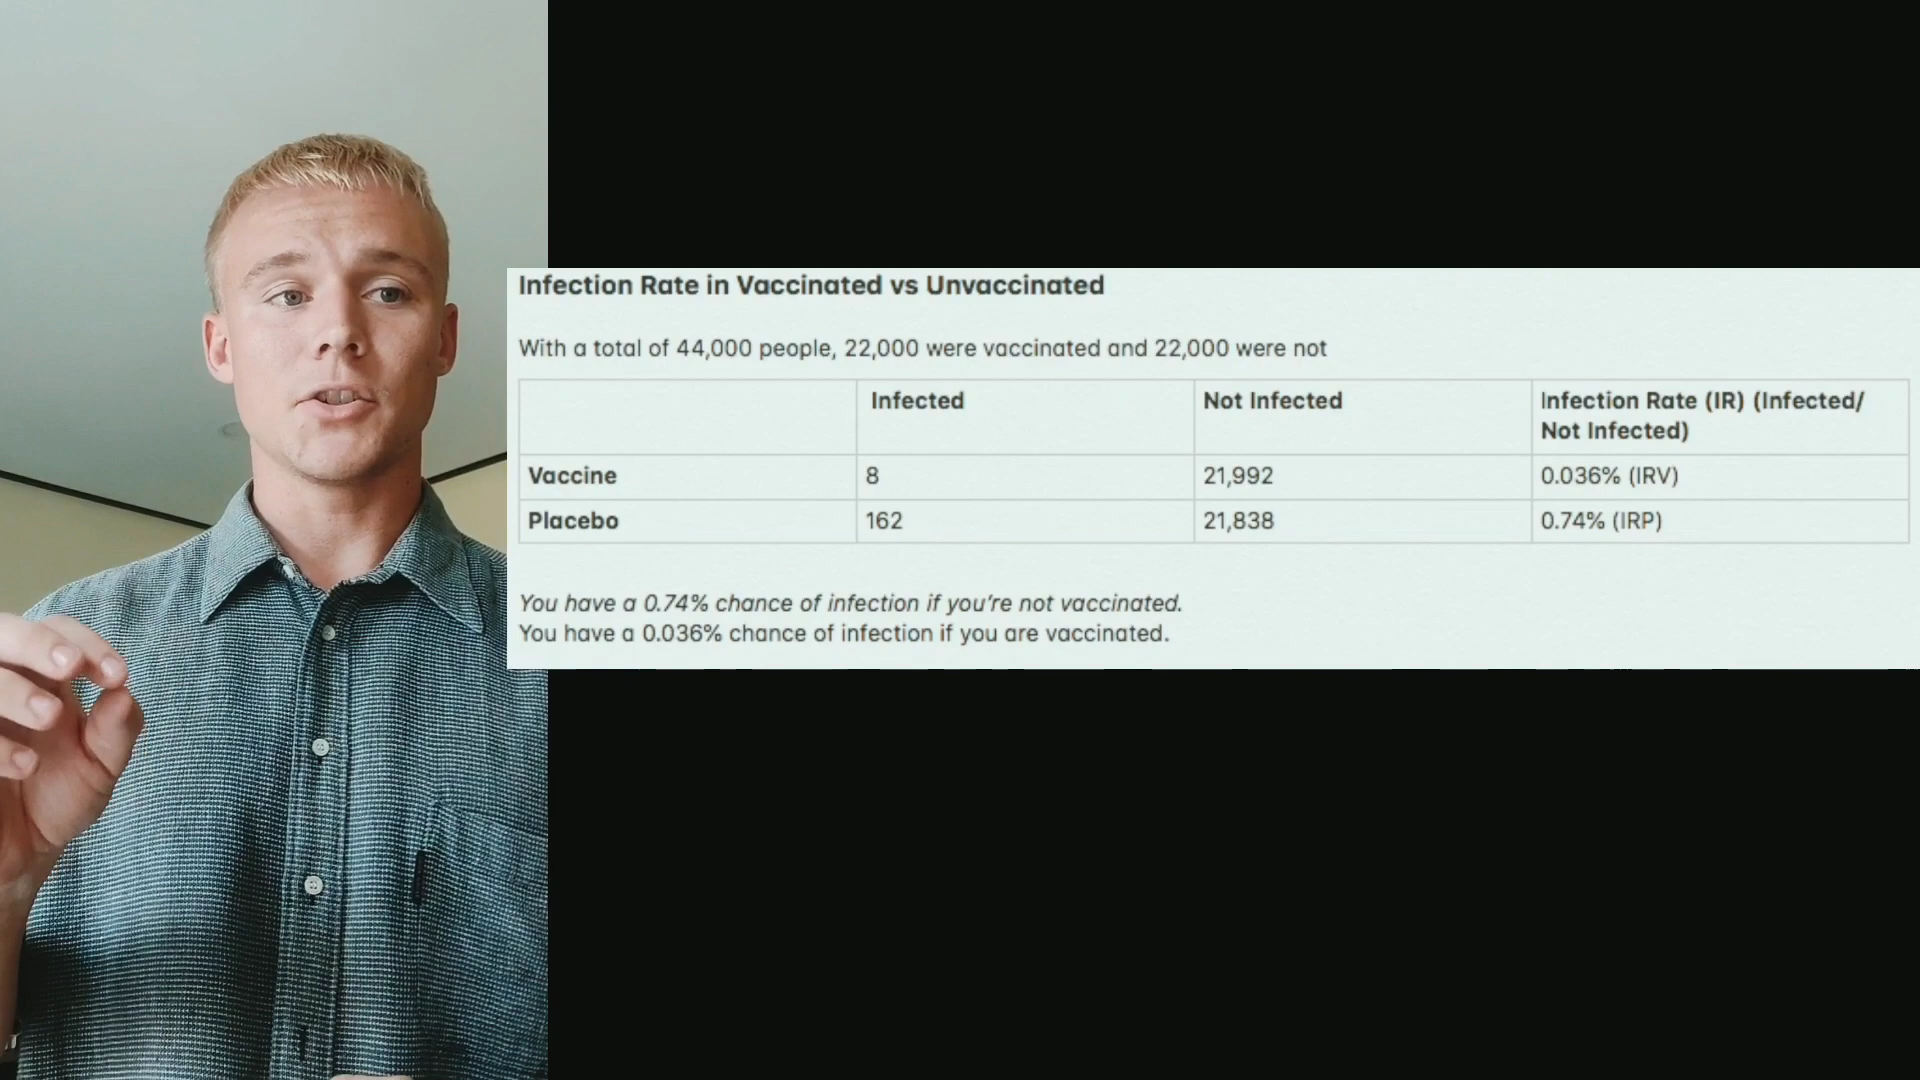 Infection Rate in Vaccinated vs Unvaccinated
With a total of 44,000 people, 22,000 were vaccinated and 22,000 were not
Infected Not Infected Infection Rate (IR) (Infected/
Not Infected)
Vaccine 8 21,992 0.036% (IRV)
Placebo 162 21,838 0.74% (IRP)
You have a 0.74% chance of infection if you're not vaccinated.
You have a 0.036% chance of infection if you are vaccinated.